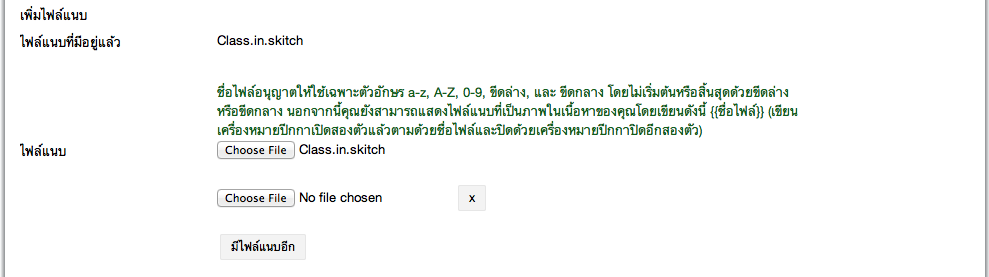 เพิ่มไฟล์แนบ
ไฟล์แนบที่มีอยู่แล้ว Class.in.skitch
ชื่อไฟล์อนุญาตให้ใช้เฉพาะตัวอักษร a-z, A-Z, 0-9, ขีดล่าง, และ ขีดกลาง โดยไม่เริ่มต้นหรือสิ้นสุดด้วยขีดล่าง
หรือขีดกลาง นอกจากนี้คุณยังสามารถแสดงไฟล์แนบที่เป็นภาพในเนื้อหาของคุณโดยเขียนดังนี้ {{ชื่อไฟล์}} (เขียน
เครื่องหมายปีกกาเปิดสองตัวแล้วตามด้วยชื่อไฟล์และปิดด้วยเครื่องหมายปีกกาปิดอีกสองตัว)
ไฟล์แนบ Choose File Class.in.skitch
Choose File No file chosen x
มีไฟล์แนบอีก